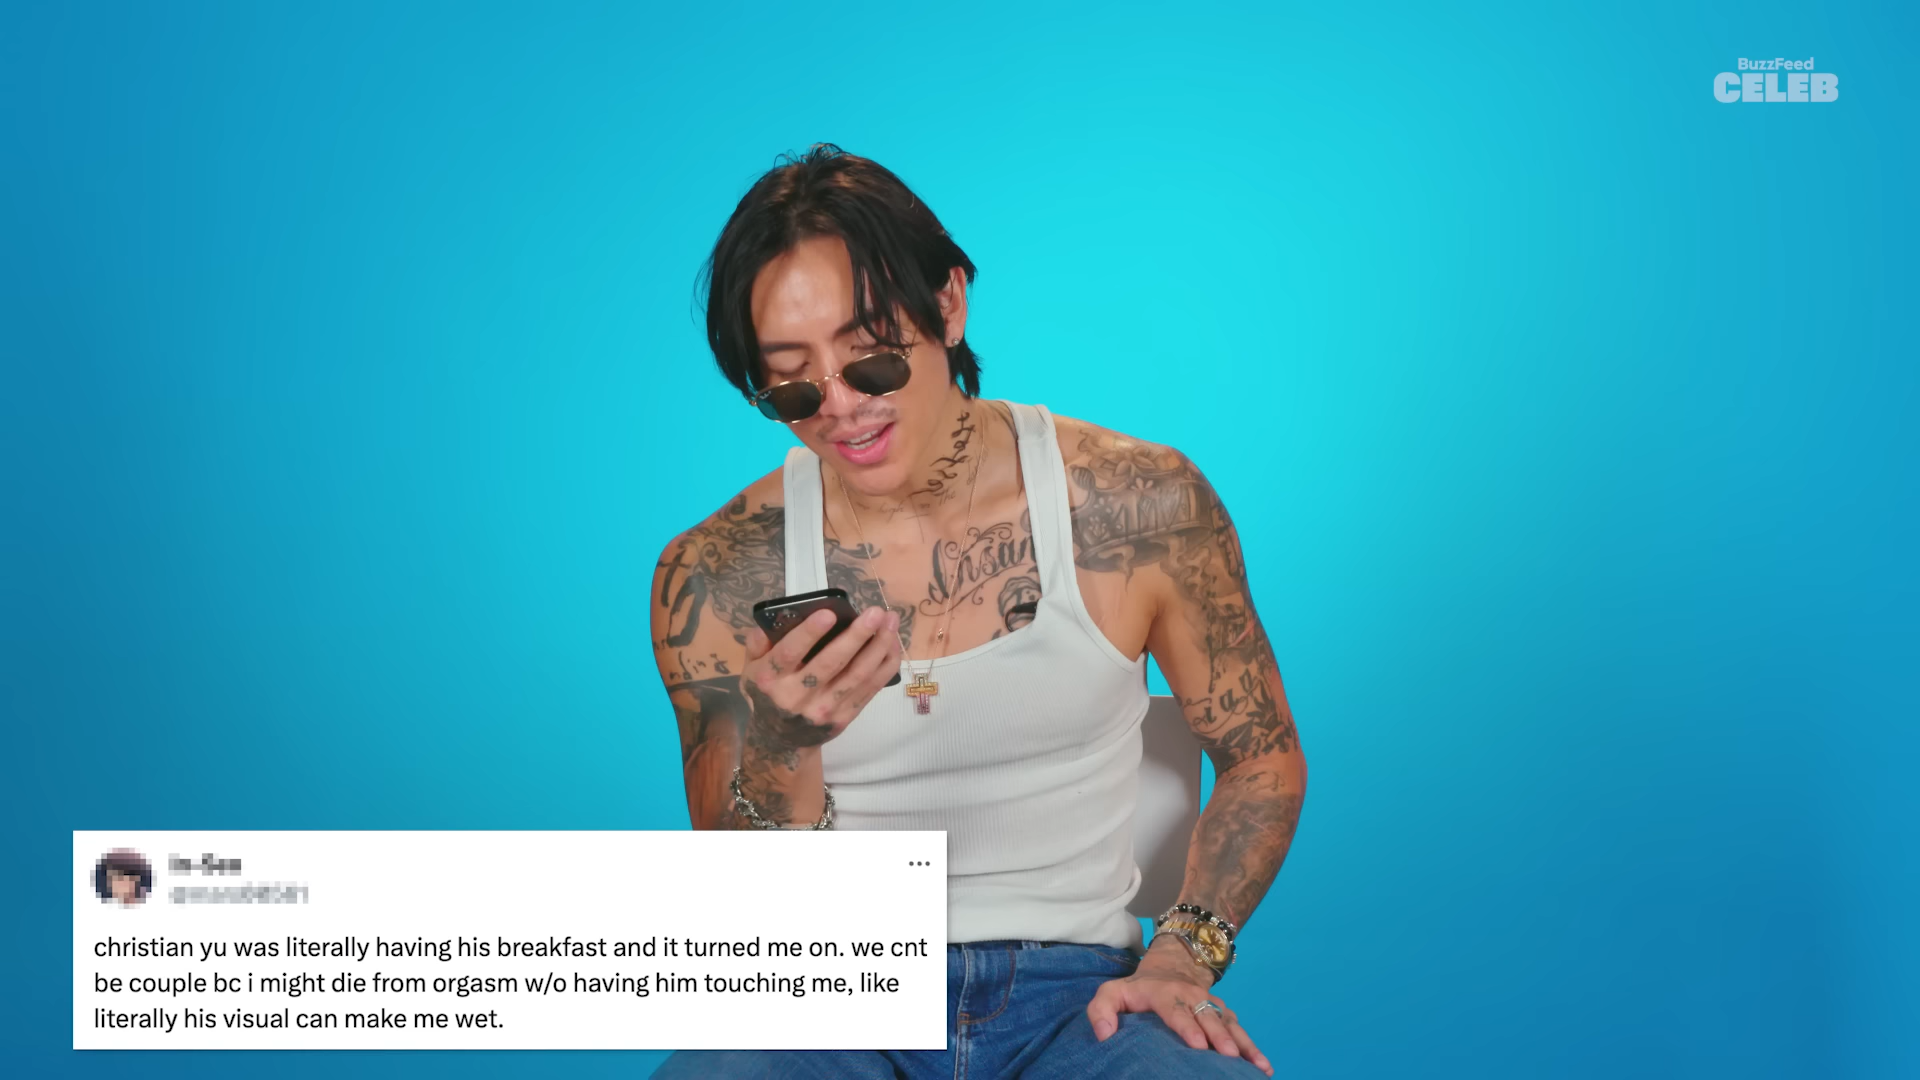 BuzzFeed
CELEB
Insan
...
christian yu was literally having his breakfast and it turned me on. we cnt
be couple bc i might die from orgasm w/o having him touching me, like
literally his visual can make me wet.